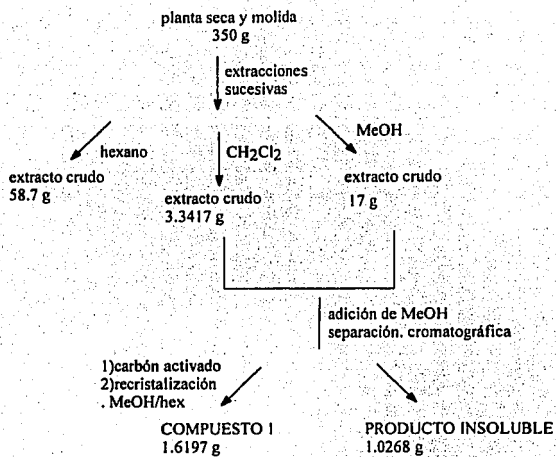 planta seca y molida
350 g
extracciones
sucesivas
hexano
CH2Cl2
MeOH
extracto crudo
58.7 g
extracto crudo
3.3417 g
extracto crudo
17 g
adición de MeOH
separación. cromatográfica
1)carbón activado
2)recristalización
. MeOH/hex
COMPUESTO 1
1.6197 g
PRODUCTO INSOLUBLE
1.0268 g